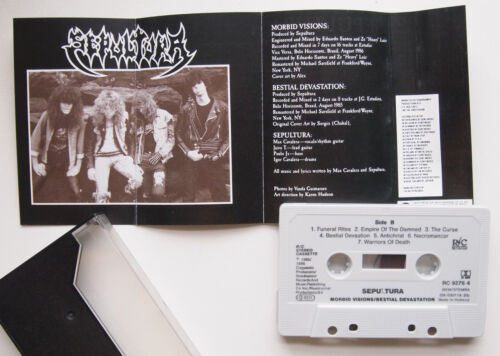 SEPULTURA
MORBID VISIONS:
Produced by Sepultura
Engineered and Mixed by Eduardo Santos and Ze "Heavy" Luiz
Recorded and Mixed in 7 days on 16 tracks at Estudio
Vice Versa, Belo Horizonte, Brazil, August 1986
Mastered by Eduardo Santos and Ze "Heavy" Luiz
Remastered by Michael Sarsfield at Frankford/Wayne,
New York, NY
Cover art by Alex
BESTIAL DEVASTATION:
Produced by Sepultura
Recorded and Mixed in 2 days on 8 tracks at J.G. Estudios,
Belo Horizonte, Brazil, August 1985
Remastered by Michael Sarsfield at Frankford/Wayne,
New York, NY
Original Cover Art by Sergio
SEPULTURA:
Max Cavalera—vocals/rhythm guitar
Jairo T.—lead guitar
Paulo Jr.—bass
Igor Cavalera—drums
All music and lyrics written by Max Cavalera and Sepultura.
Photos by Vanda Guimaraes
Art direction by Karen Hudson
Side B
1. Funeral Rites 2. Empire Of The Damned 3. The Curse
4. Bestial Devsation 5. Antichrist 6. Necromancer
7. Warriors Of Death
R/C
STEREO
CASSETTE
RC 9276 4
SEPULTURA
MORBID VISIONS/BESTIAL DEVASTATION